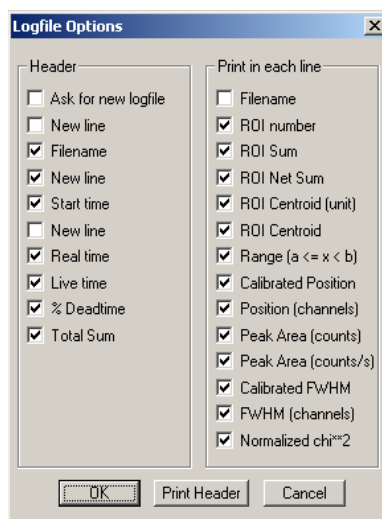 Logfile Options
Header
Ask for new logfile
New line
Filename
New line
Start time
New line
Real time
Live time
% Deadtime
Total Sum
Print in each line
Filename
ROI number
ROI Sum
ROI Net Sum
ROI Centroid (unit)
ROI Centroid
Range (a <= x < b)
Calibrated Position
Position (channels)
Peak Area (counts)
Peak Area (counts/s)
Calibrated FWHM
FWHM (channels)
Normalized chi**2
OK
Print Header
Cancel